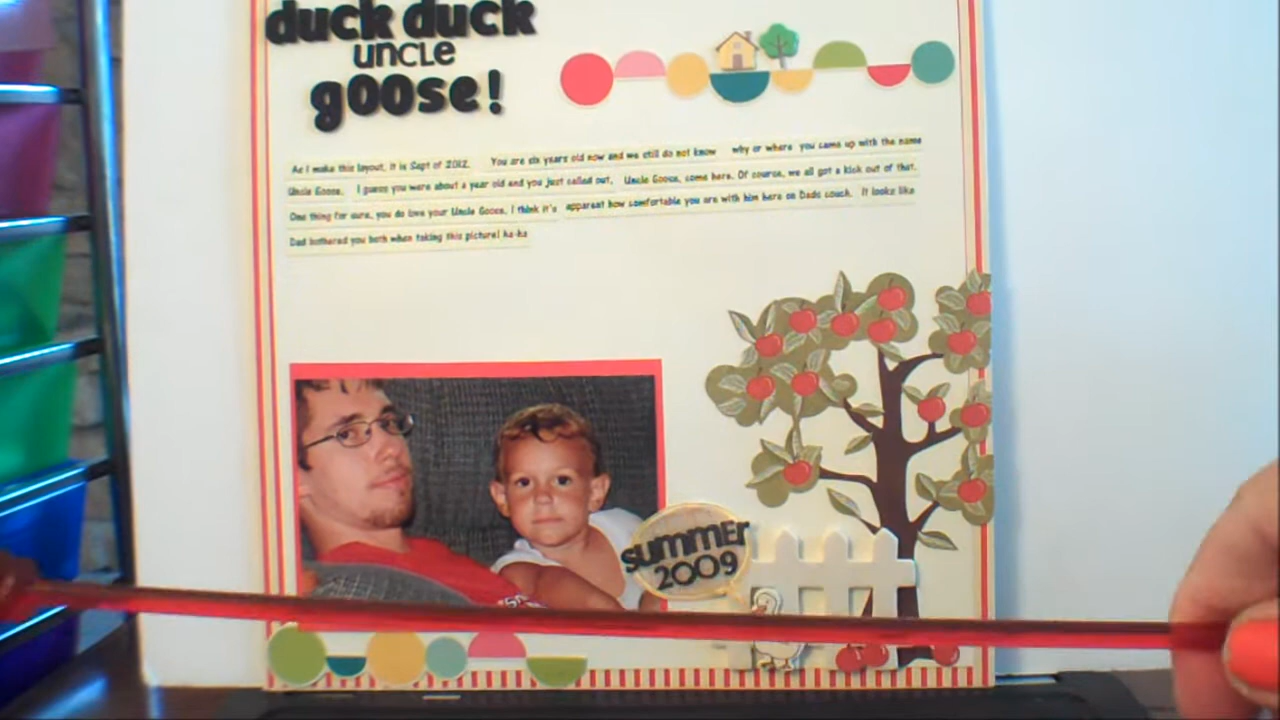 duck duck
uncle
goose!
As I make this layout, it is Sept of 2012. You are six years old now and we still do not know why or where you came up with the name
Uncle Goose. I guess you were about a year old and you just called out, Uncle Goose, come here. Of course, we all got a kick out of that.
One thing for sure, you do love your Uncle Goose, I think it's apparent how comfortable you are with him here on Dads couch. It looks like
Dad bothered you both when taking this picture! ha-ha
summer
2009